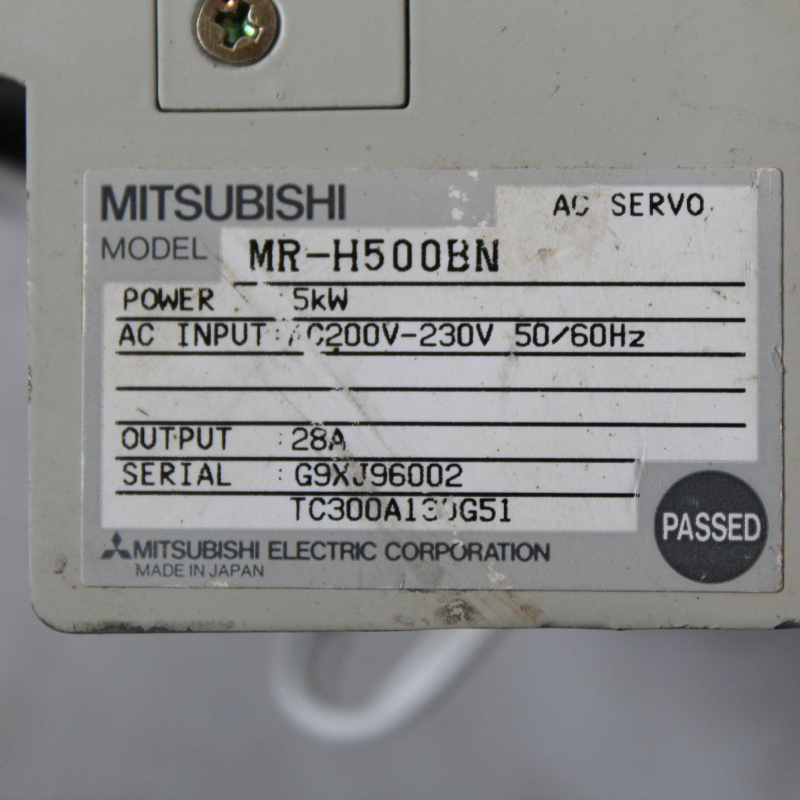 MITSUBISHI
AC SERVO
MODEL MR-H500BN
POWER 5kW
AC INPUT : AC200V-230V 50/60Hz
OUTPUT : 28A
SERIAL : G9XJ96002
PASSED
MITSUBISHI ELECTRIC CORPORATION
MADE IN JAPAN